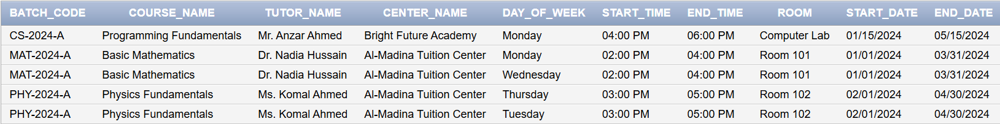 BATCH_CODE COURSE_NAME TUTOR_NAME CENTER_NAME DAY_OF_WEEK START_TIME END_TIME ROOM START_DATE END_DATE
CS-2024-A Programming Fundamentals Mr. Anzar Ahmed Bright Future Academy Monday 04:00 PM 06:00 PM Computer Lab 01/15/2024 05/15/2024
MAT-2024-A Basic Mathematics Dr. Nadia Hussain Al-Madina Tuition Center Monday 02:00 PM 04:00 PM Room 101 01/01/2024 03/31/2024
MAT-2024-A Basic Mathematics Dr. Nadia Hussain Al-Madina Tuition Center Wednesday 02:00 PM 04:00 PM Room 101 01/01/2024 03/31/2024
PHY-2024-A Physics Fundamentals Ms. Komal Ahmed Al-Madina Tuition Center Thursday 03:00 PM 05:00 PM Room 102 02/01/2024 04/30/2024
PHY-2024-A Physics Fundamentals Ms. Komal Ahmed Al-Madina Tuition Center Tuesday 03:00 PM 05:00 PM Room 102 02/01/2024 04/30/2024